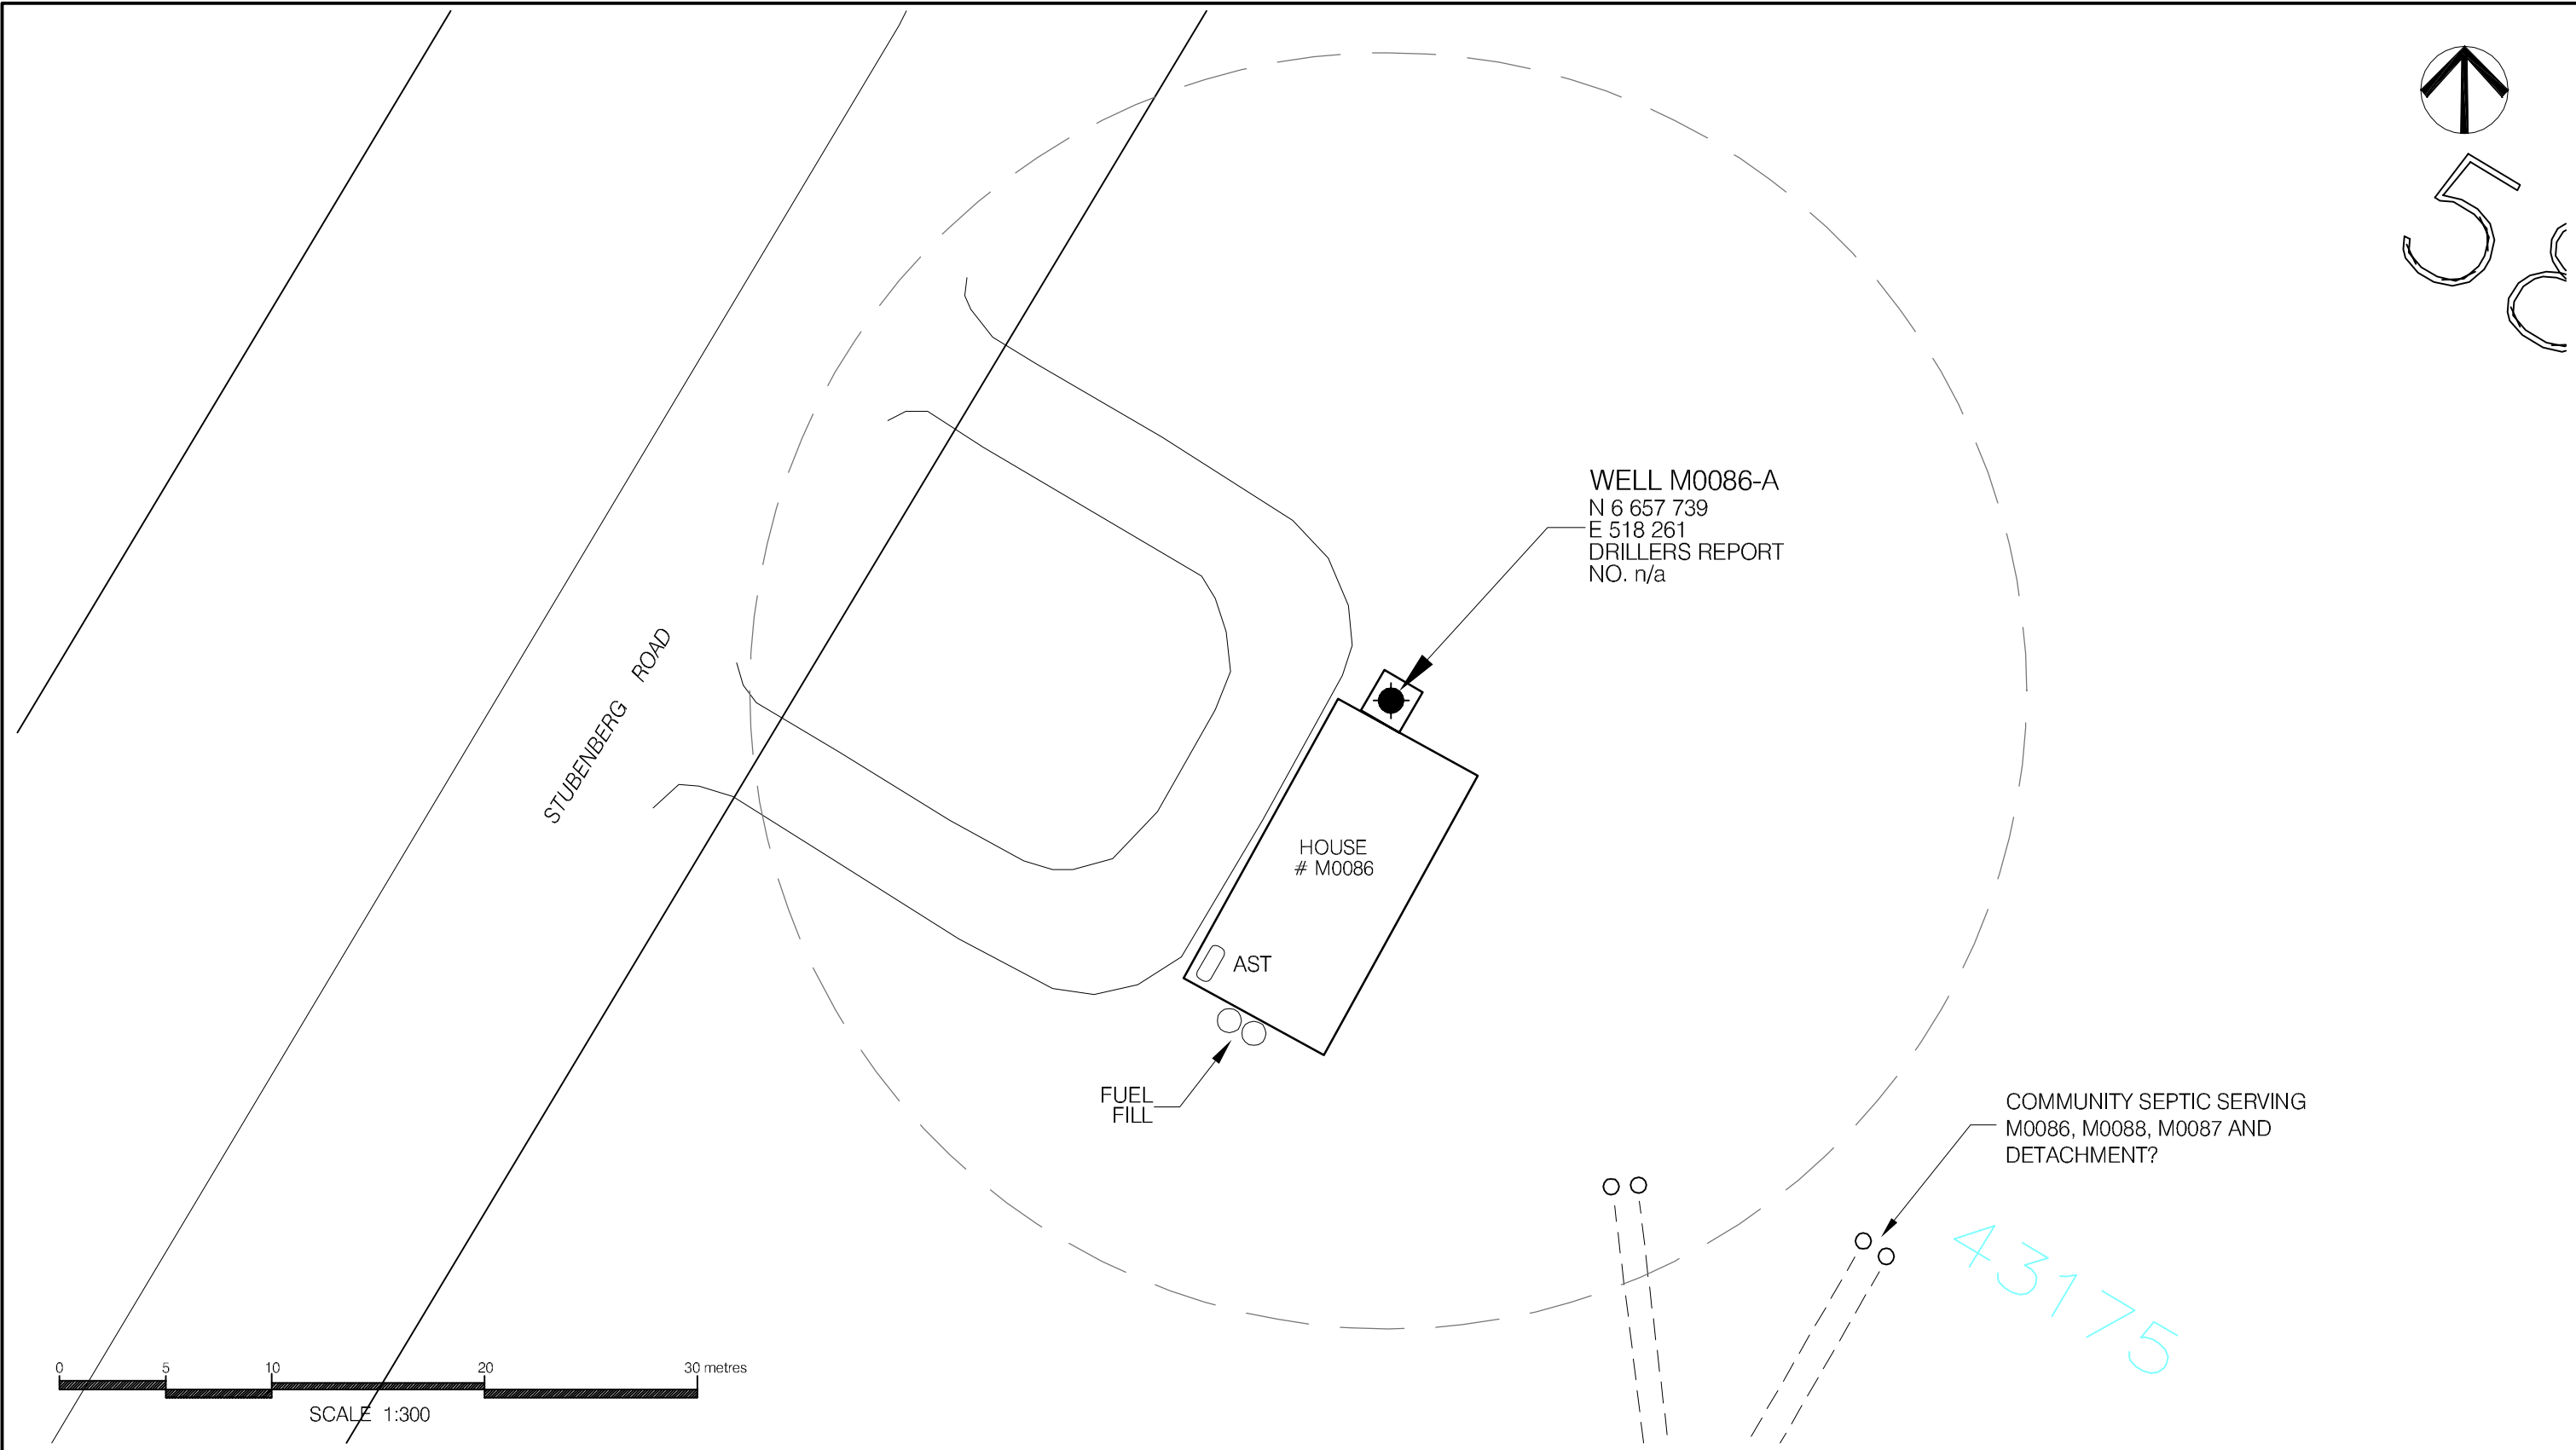 58
WELL M0086-A
N 6 657 739
E 518 261
DRILLERS REPORT
NO. n/a
STUBENBERG ROAD
HOUSE
# M0086
AST
FUEL
FILL
COMMUNITY SEPTIC SERVING
M0086, M0088, M0087 AND
DETACHMENT?
43175
0 5 10 20 30 metres
SCALE 1:300